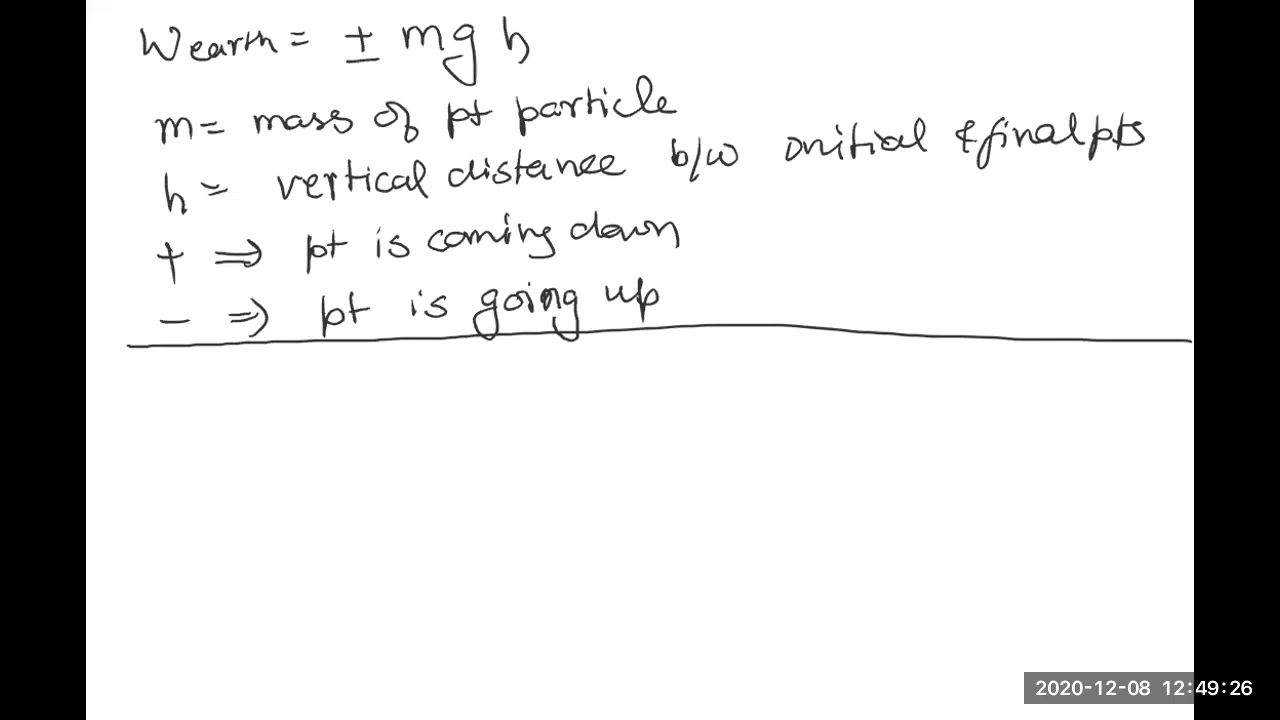 Wearth = ± mgh
m = mass of pt particle
h = vertical distance b/w initial & final pts
+ ⇒ pt is coming down
− ⇒ pt is going up
2020-12-08 12:49:26